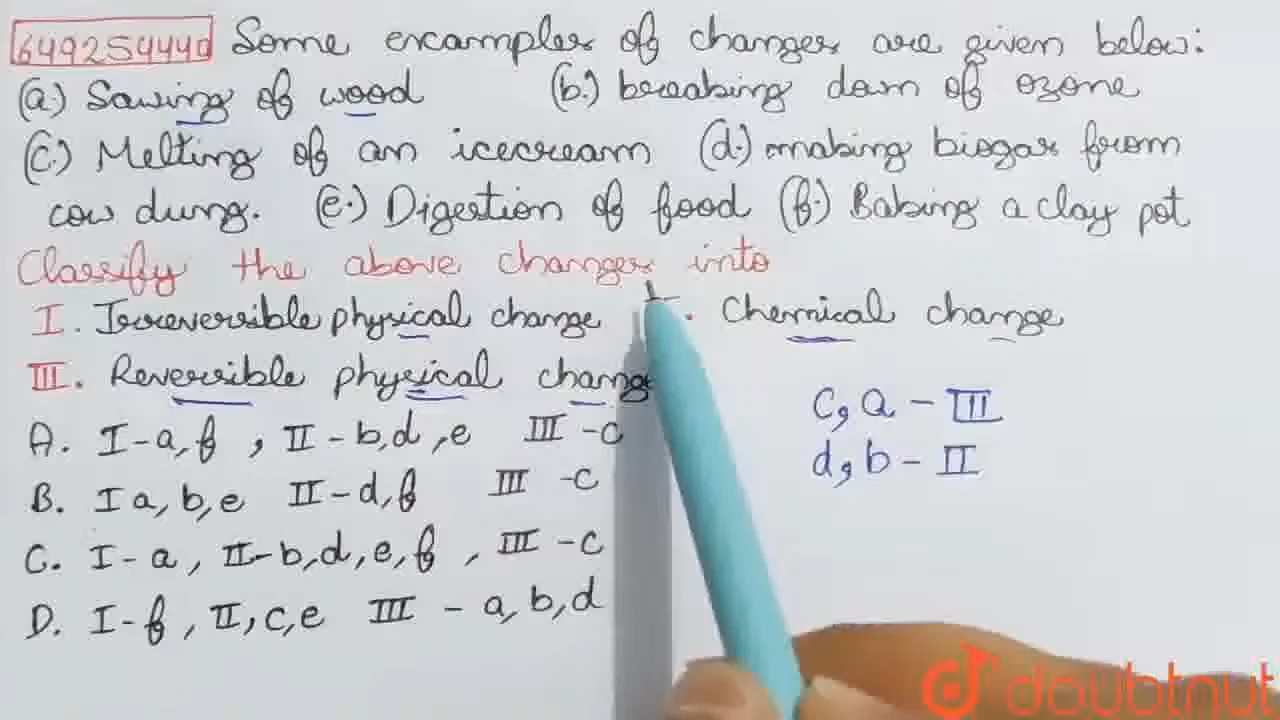 649254440 Some examples of changes are given below:
(a.) Sawing of wood (b.) breaking down of ozone
(c.) Melting of an icecream (d.) making biogas from
cow dung. (e.) Digestion of food (f.) Baking a clay pot
Classify the above changes into
I. Irreversible physical change . Chemical change
III. Reversible physical change
A. I-a, f, II-b,d,e III-c
B. I a, b, e II-d,f III-c
C. I-a, II-b,d,e,f, III-c
D. I-f, II,c,e III - a,b,d
c, a - III
d, b - II
doubtnut